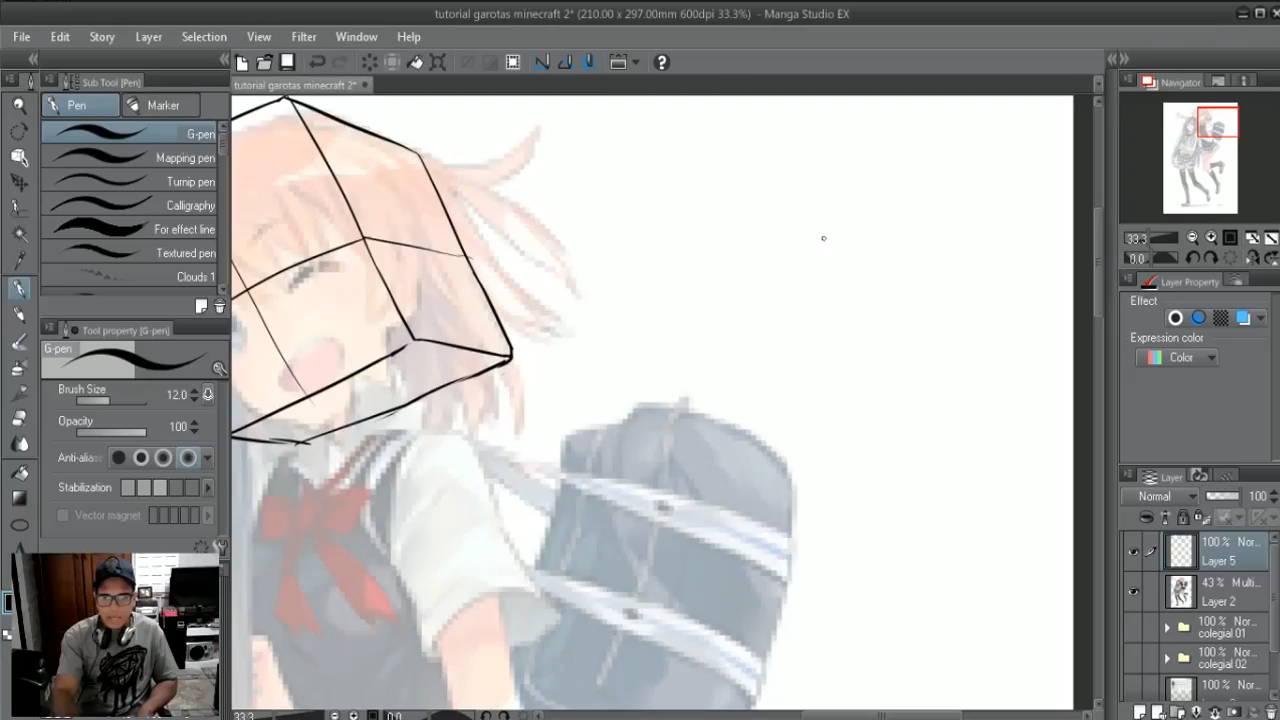 tutorial garotas minecraft 2* (210.00 x 297.00mm 600dpi 33.3%) - Manga Studio EX
File Edit Story Layer Selection View Filter Window Help
Sub Tool [Pen]
tutorial garotas minecraft 2*
Navigator
Pen Marker
G-pen
Mapping pen
Turnip pen
Calligraphy
For effect line
Textured pen
Clouds 1
33.3
0.0
Layer Property
Effect
Expression color
Color
Tool property [G-pen]
G-pen
Brush Size 12.0
Opacity 100
Anti-alias
Stabilization
Vector magnet
Layer
Normal 100
100 % Nor...
Layer 5
43 % Multi...
Layer 2
100 % Nor...
colegial 01
100 % Nor...
colegial 02
100 % Nor...
33.3 0.0